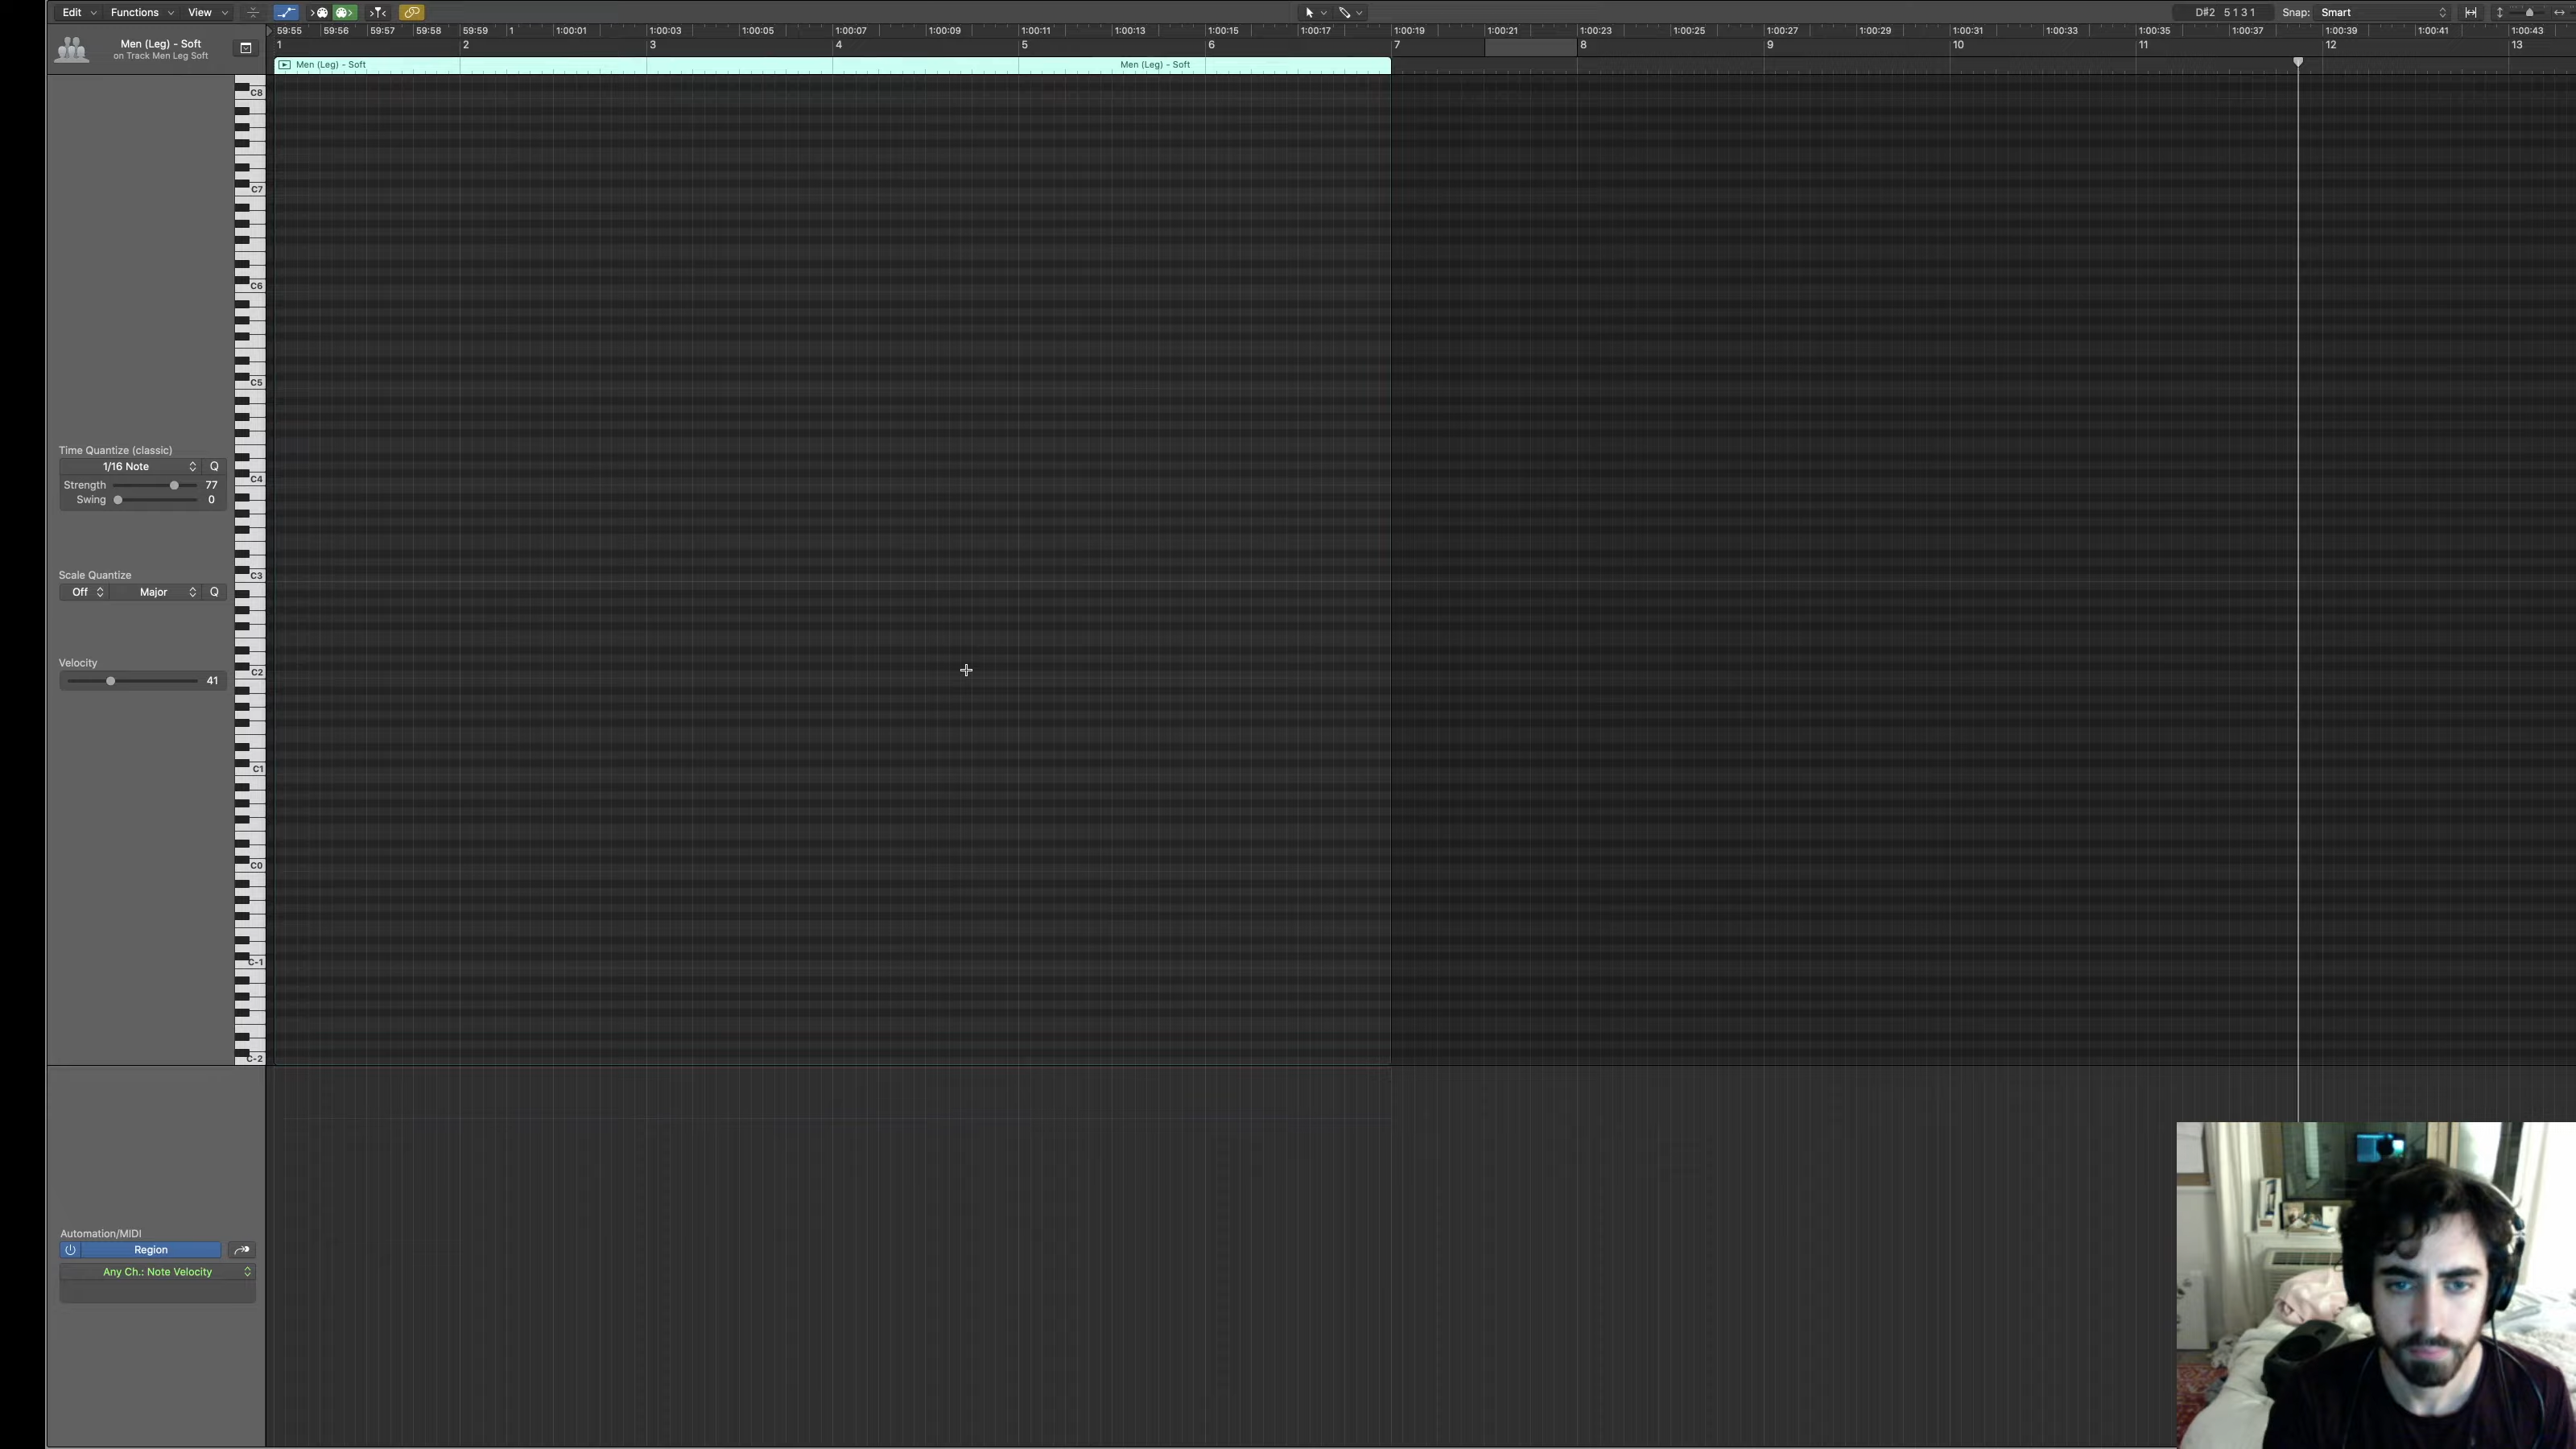 Edit Functions View D#2 5 1 3 1 Snap: Smart
59:55 59:56 59:57 59:58 59:59 1 1:00:01 1:00:03 1:00:05 1:00:07 1:00:09 1:00:11 1:00:13 1:00:15 1:00:17 1:00:19 1:00:21 1:00:23 1:00:25 1:00:27 1:00:29 1:00:31 1:00:33 1:00:35 1:00:37 1:00:39 1:00:41 1:00:43
1 2 3 4 5 6 7 8 9 10 11 12 13
Men (Leg) - Soft
on Track Men Leg Soft
Men (Leg) - Soft Men (Leg) - Soft
C8
C7
C6
C5
Time Quantize (classic)
1/16 Note Q
C4
Strength 77
Swing 0
C3
Scale Quantize
Off Major Q
Velocity
C2
41
C1
C0
C-1
C-2
Automation/MIDI
Region
Any Ch.: Note Velocity